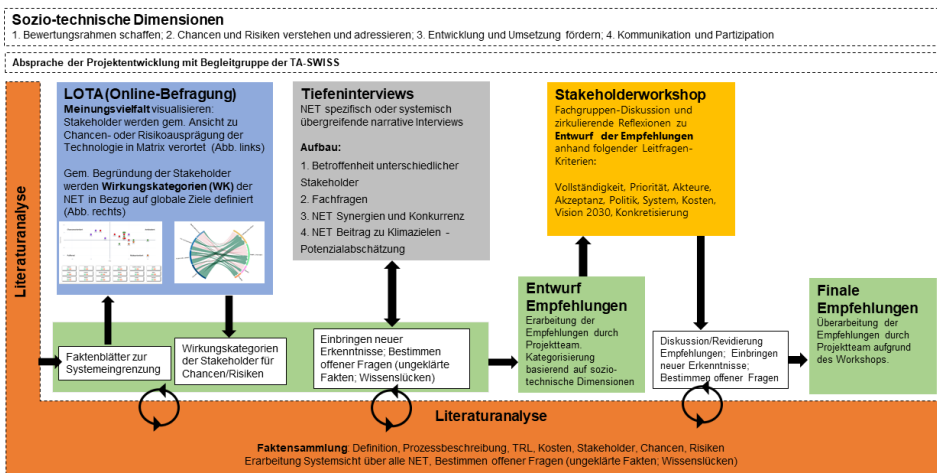 Sozio-technische Dimensionen
1. Bewertungsrahmen schaffen; 2. Chancen und Risiken verstehen und adressieren; 3. Entwicklung und Umsetzung fördern; 4. Kommunikation und Partizipation
Absprache der Projektentwicklung mit Begleitgruppe der TA-SWISS
Literaturanalyse
LOTA (Online-Befragung)
Meinungsvielfalt visualisieren:
Stakeholder werden gem. Ansicht zu
Chancen- oder Risikoausprägung der
Technologie in Matrix verortet (Abb. links)
Gem. Begründung der Stakeholder
werden Wirkungskategorien (WK) der
NET in Bezug auf globale Ziele definiert
(Abb. rechts)
Tiefeninterviews
NET spezifisch oder systemisch
übergreifende narrative Interviews
Aufbau:
1. Betroffenheit unterschiedlicher
Stakeholder
2. Fachfragen
3. NET Synergien und Konkurrenz
4. NET Beitrag zu Klimazielen -
Potenzialabschätzung
Stakeholderworkshop
Fachgruppen-Diskussion und
zirkulierende Reflexionen zu
Entwurf der Empfehlungen
anhand folgender Leitfragen-
Kriterien:
Vollständigkeit, Priorität, Akteure,
Akzeptanz, Politik, System, Kosten,
Vision 2030, Konkretisierung
Faktenblätter zur
Systemeingrenzung
Wirkungskategorien
der Stakeholder für
Chancen/Risiken
Einbringen neuer
Erkenntnisse; Bestimmen
offener Fragen (ungeklärte
Fakten; Wissenslücken)
Entwurf
Empfehlungen
Erarbeitung der
Empfehlungen durch
Projektteam.
Kategorisierung
basierend auf sozio-
technische Dimensionen
Diskussion/Revidierung
Empfehlungen; Einbringen
neuer Erkenntnisse;
Bestimmen offener Fragen
Finale
Empfehlungen
Überarbeitung der
Empfehlungen durch
Projektteam aufgrund
des Workshops.
Literaturanalyse
Faktensammlung: Definition, Prozessbeschreibung, TRL, Kosten, Stakeholder, Chancen, Risiken
Erarbeitung Systemsicht über alle NET, Bestimmen offener Fragen (ungeklärte Fakten; Wissenslücken)